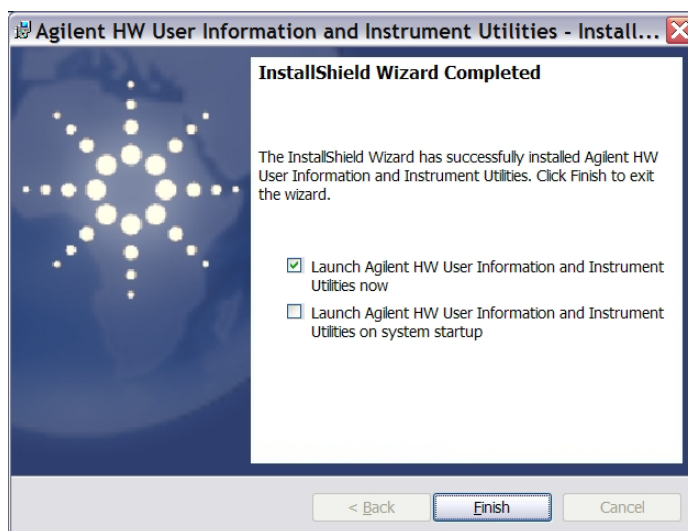 Agilent HW User Information and Instrument Utilities - Install...
InstallShield Wizard Completed
The InstallShield Wizard has successfully installed Agilent HW
User Information and Instrument Utilities. Click Finish to exit
the wizard.
Launch Agilent HW User Information and Instrument
Utilities now
Launch Agilent HW User Information and Instrument
Utilities on system startup
< Back
Finish
Cancel